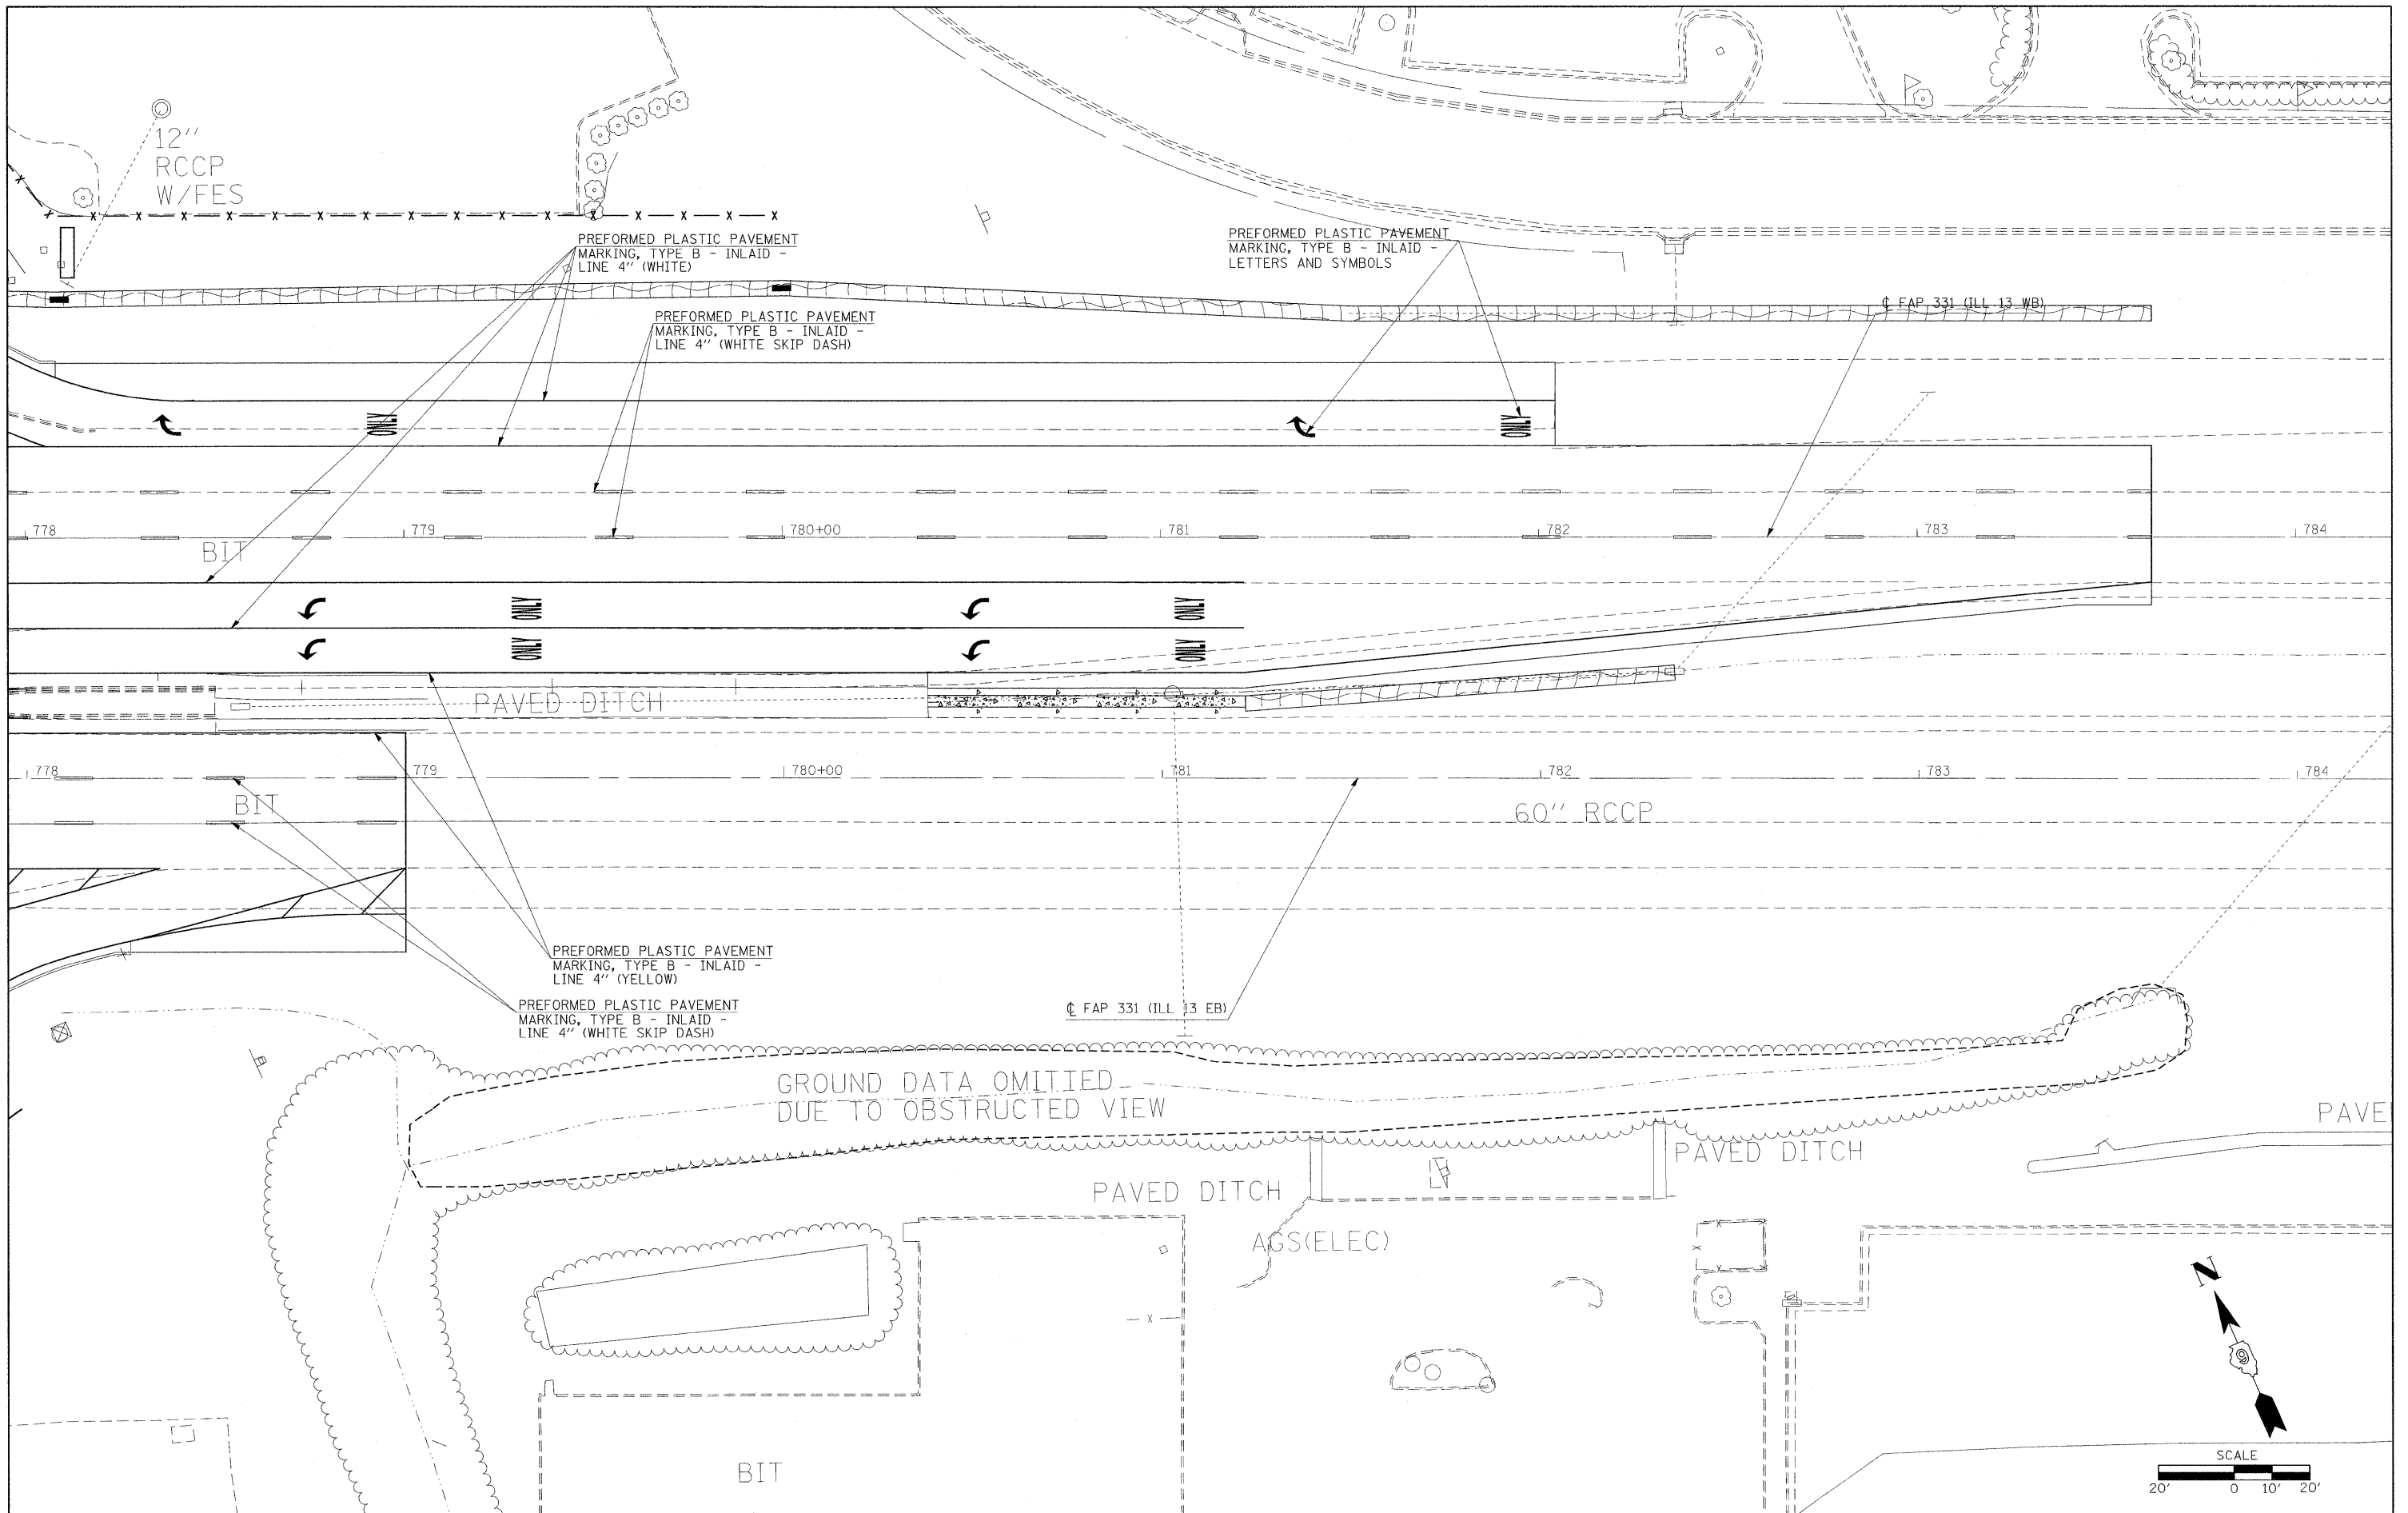 12"
RCCP
W/FES
PREFORMED PLASTIC PAVEMENT
MARKING, TYPE B - INLAID -
LINE 4" (WHITE)
PREFORMED PLASTIC PAVEMENT
MARKING, TYPE B - INLAID -
LETTERS AND SYMBOLS
PREFORMED PLASTIC PAVEMENT
MARKING, TYPE B - INLAID -
LINE 4" (WHITE SKIP DASH)
℄ FAP 331 (ILL 13 WB)
ONLY
ONLY
778
779
780+00
781
782
783
784
BIT
ONLY
ONLY
ONLY
ONLY
PAVED DITCH
778
779
780+00
781
782
783
784
BIT
60" RCCP
PREFORMED PLASTIC PAVEMENT
MARKING, TYPE B - INLAID -
LINE 4" (YELLOW)
PREFORMED PLASTIC PAVEMENT
MARKING, TYPE B - INLAID -
LINE 4" (WHITE SKIP DASH)
℄ FAP 331 (ILL 13 EB)
GROUND DATA OMITIED
DUE TO OBSTRUCTED VIEW
PAVE
PAVED DITCH
PAVED DITCH
AGS(ELEC)
BIT
N
9
SCALE
20' 0 10' 20'